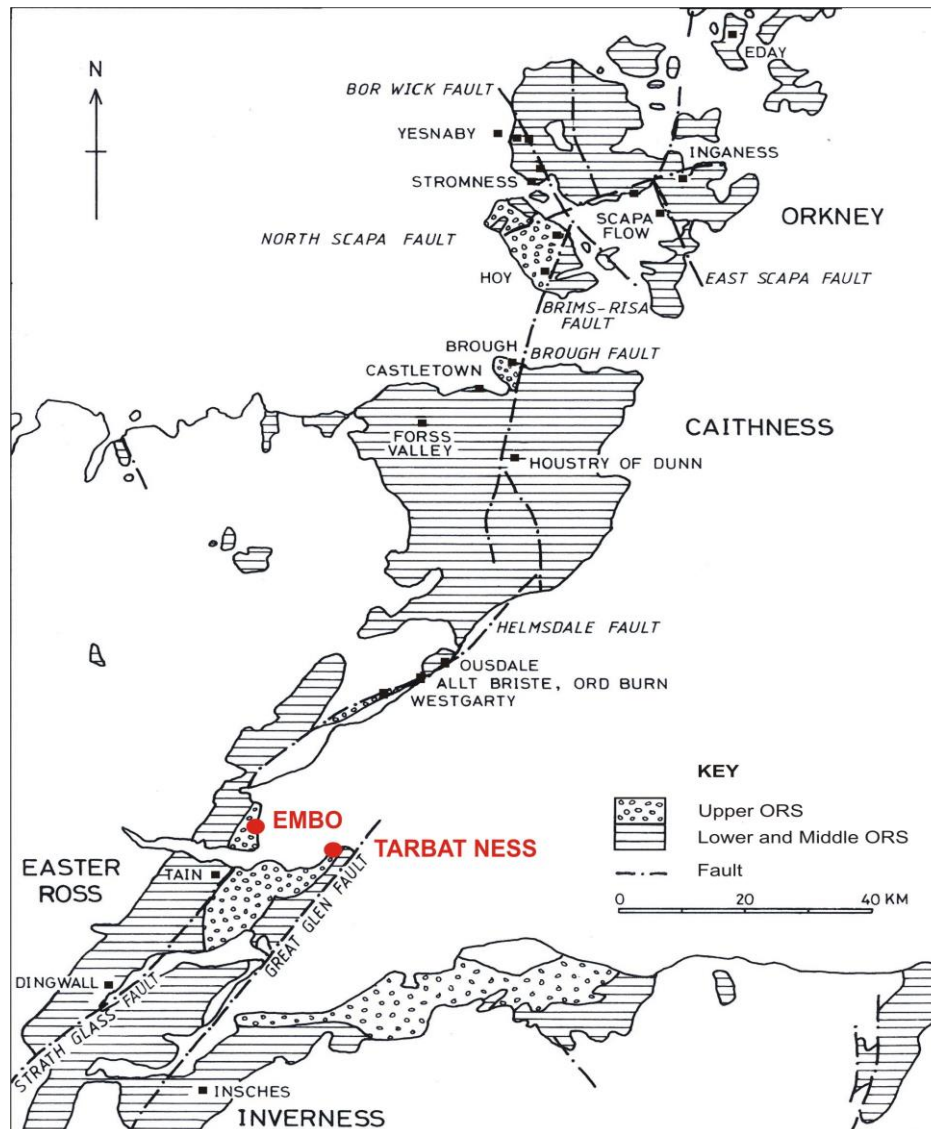 N
EDAY
BOR WICK FAULT
YESNABY
INGANESS
STROMNESS
ORKNEY
SCAPA
FLOW
NORTH SCAPA FAULT
HOY
EAST SCAPA FAULT
BRIMS-RISA
FAULT
BROUGH
BROUGH FAULT
CASTLETOWN
CAITHNESS
FORSS
VALLEY
HOUSTRY OF DUNN
HELMSDALE FAULT
OUSDALE
ALLT BRISTE, ORD BURN
WESTGARTY
KEY
Upper ORS
Lower and Middle ORS
Fault
0 20 40 KM
EMBO
TARBAT NESS
EASTER
ROSS
TAIN
GREAT GLEN FAULT
DINGWALL
STRATH GLASS FAULT
INSCHES
INVERNESS